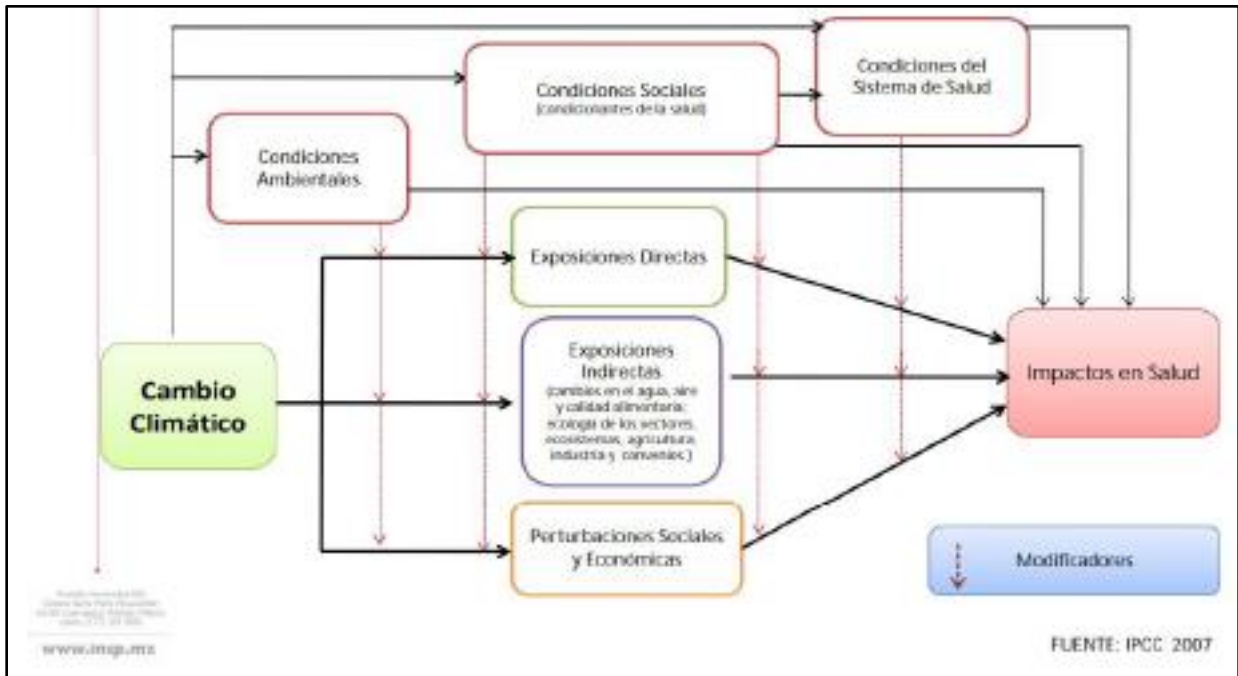 Condiciones Sociales
(condicionantes de la salud)
Condiciones del
Sistema de Salud
Condiciones
Ambientales
Exposiciones Directas
Cambio
Climático
Exposiciones
Indirectas
(cambios en el agua, aire
y calidad alimentaria;
ecología de los vectores,
ecosistemas, agricultura,
industria y convenios.)
Impactos en Salud
Perturbaciones Sociales
y Económicas
Modificadores
www.insp.mx
FUENTE: IPCC 2007